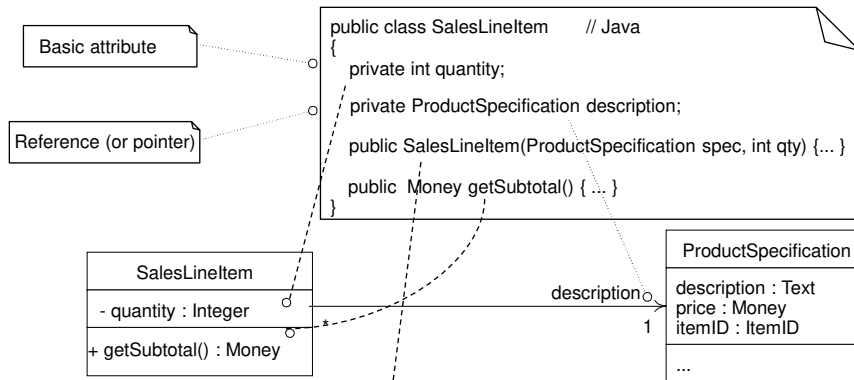 Basic attribute
Reference (or pointer)
public class SalesLineItem // Java
{
private int quantity;
private ProductSpecification description;
public SalesLineItem(ProductSpecification spec, int qty) {... }
public Money getSubtotal() { ... }
}
SalesLineItem
- quantity : Integer
+ getSubtotal() : Money
*
description
1
ProductSpecification
description : Text
price : Money
itemID : ItemID
...